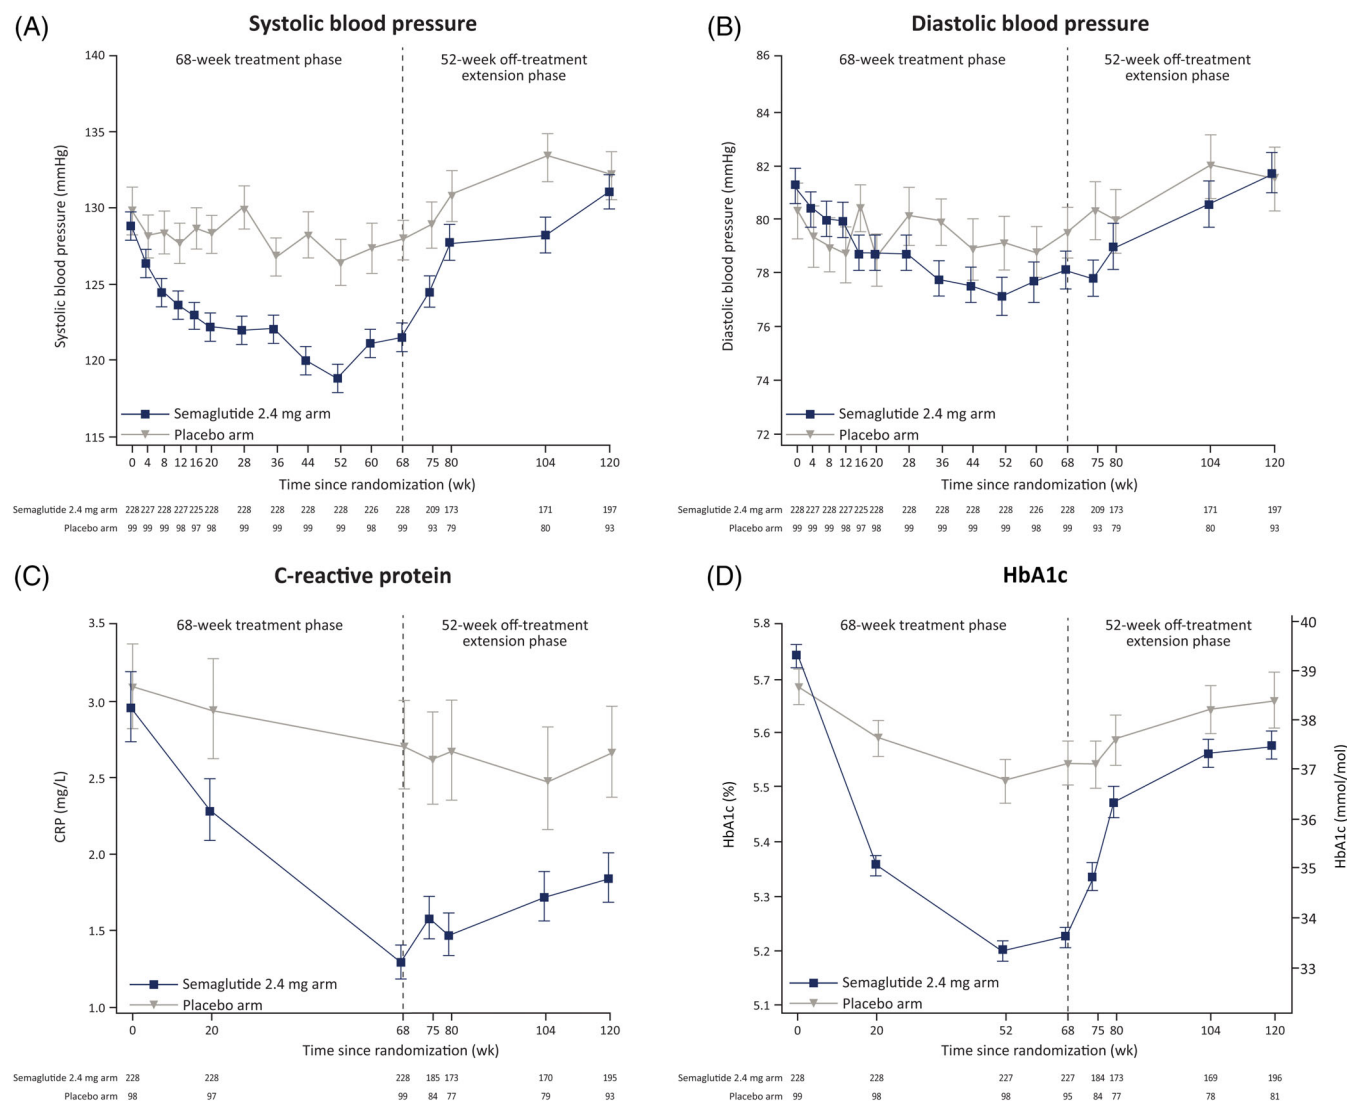 (A)
Systolic blood pressure
140
135
130
125
120
115
Systolic blood pressure (mmHg)
68-week treatment phase
52-week off-treatment
extension phase
Semaglutide 2.4 mg arm
Placebo arm
0 4 8 12 16 20 28 36 44 52 60 68 75 80 104 120
Time since randomization (wk)
Semaglutide 2.4 mg arm 228 227 228 227 225 228 228 228 228 228 226 228 209 173 171 197
Placebo arm 99 99 99 98 97 98 99 99 99 99 98 99 93 79 80 93
(B)
Diastolic blood pressure
86
84
82
80
78
76
74
72
Diastolic blood pressure (mmHg)
68-week treatment phase
52-week off-treatment
extension phase
Semaglutide 2.4 mg arm
Placebo arm
0 4 8 12 16 20 28 36 44 52 60 68 75 80 104 120
Time since randomization (wk)
Semaglutide 2.4 mg arm 228 227 228 227 225 228 228 228 228 228 226 228 209 173 171 197
Placebo arm 99 99 99 98 97 98 99 99 99 99 98 99 93 79 80 93
(C)
C-reactive protein
3.5
3.0
2.5
2.0
1.5
1.0
CRP (mg/L)
68-week treatment phase
52-week off-treatment
extension phase
Semaglutide 2.4 mg arm
Placebo arm
0 20 68 75 80 104 120
Time since randomization (wk)
Semaglutide 2.4 mg arm 228 228 228 185 173 170 195
Placebo arm 98 97 99 84 77 79 93
(D)
HbA1c
5.8
5.7
5.6
5.5
5.4
5.3
5.2
5.1
HbA1c (%)
68-week treatment phase
52-week off-treatment
extension phase
40
39
38
37
36
35
34
33
HbA1c (mmol/mol)
Semaglutide 2.4 mg arm
Placebo arm
0 20 52 68 75 80 104 120
Time since randomization (wk)
Semaglutide 2.4 mg arm 228 228 227 227 184 173 169 196
Placebo arm 99 98 98 95 84 77 78 81